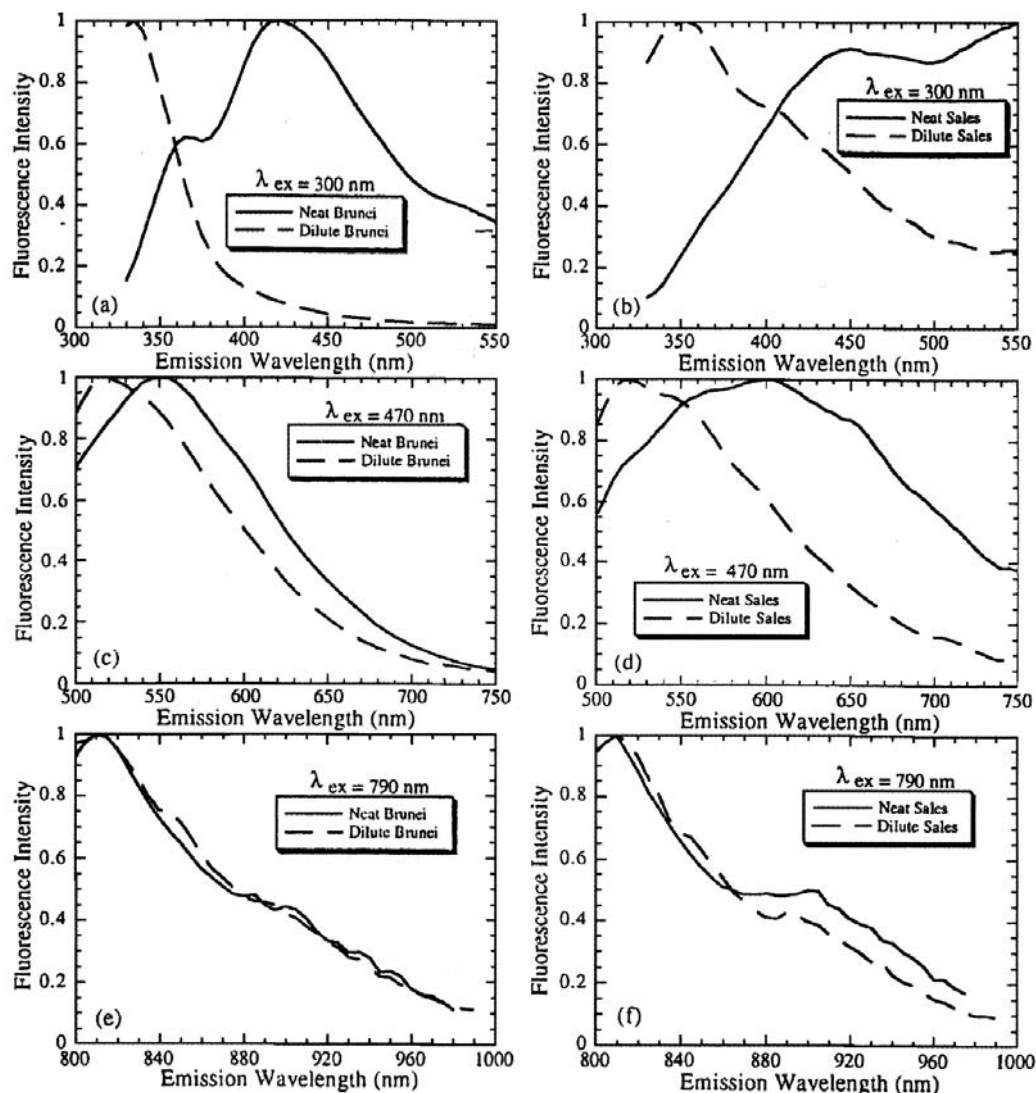 1
0.8
0.6
0.4
0.2
0
Fluorescence Intensity
λ ex = 300 nm
Neat Brunei
Dilute Brunei
(a)
300 350 400 450 500 550
Emission Wavelength (nm)
1
0.8
0.6
0.4
0.2
0
Fluorescence Intensity
λ ex = 300 nm
Neat Sales
Dilute Sales
(b)
300 350 400 450 500 550
Emission Wavelength (nm)
1
0.8
0.6
0.4
0.2
0
Fluorescence Intensity
λ ex = 470 nm
Neat Brunei
Dilute Brunei
(c)
500 550 600 650 700 750
Emission Wavelength (nm)
1
0.8
0.6
0.4
0.2
0
Fluorescence Intensity
λ ex = 470 nm
Neat Sales
Dilute Sales
(d)
500 550 600 650 700 750
Emission Wavelength (nm)
1
0.8
0.6
0.4
0.2
0
Fluorescence Intensity
λ ex = 790 nm
Neat Brunei
Dilute Brunei
(e)
800 840 880 920 960 1000
Emission Wavelength (nm)
1
0.8
0.6
0.4
0.2
0
Fluorescence Intensity
λ ex = 790 nm
Neat Sales
Dilute Sales
(f)
800 840 880 920 960 1000
Emission Wavelength (nm)